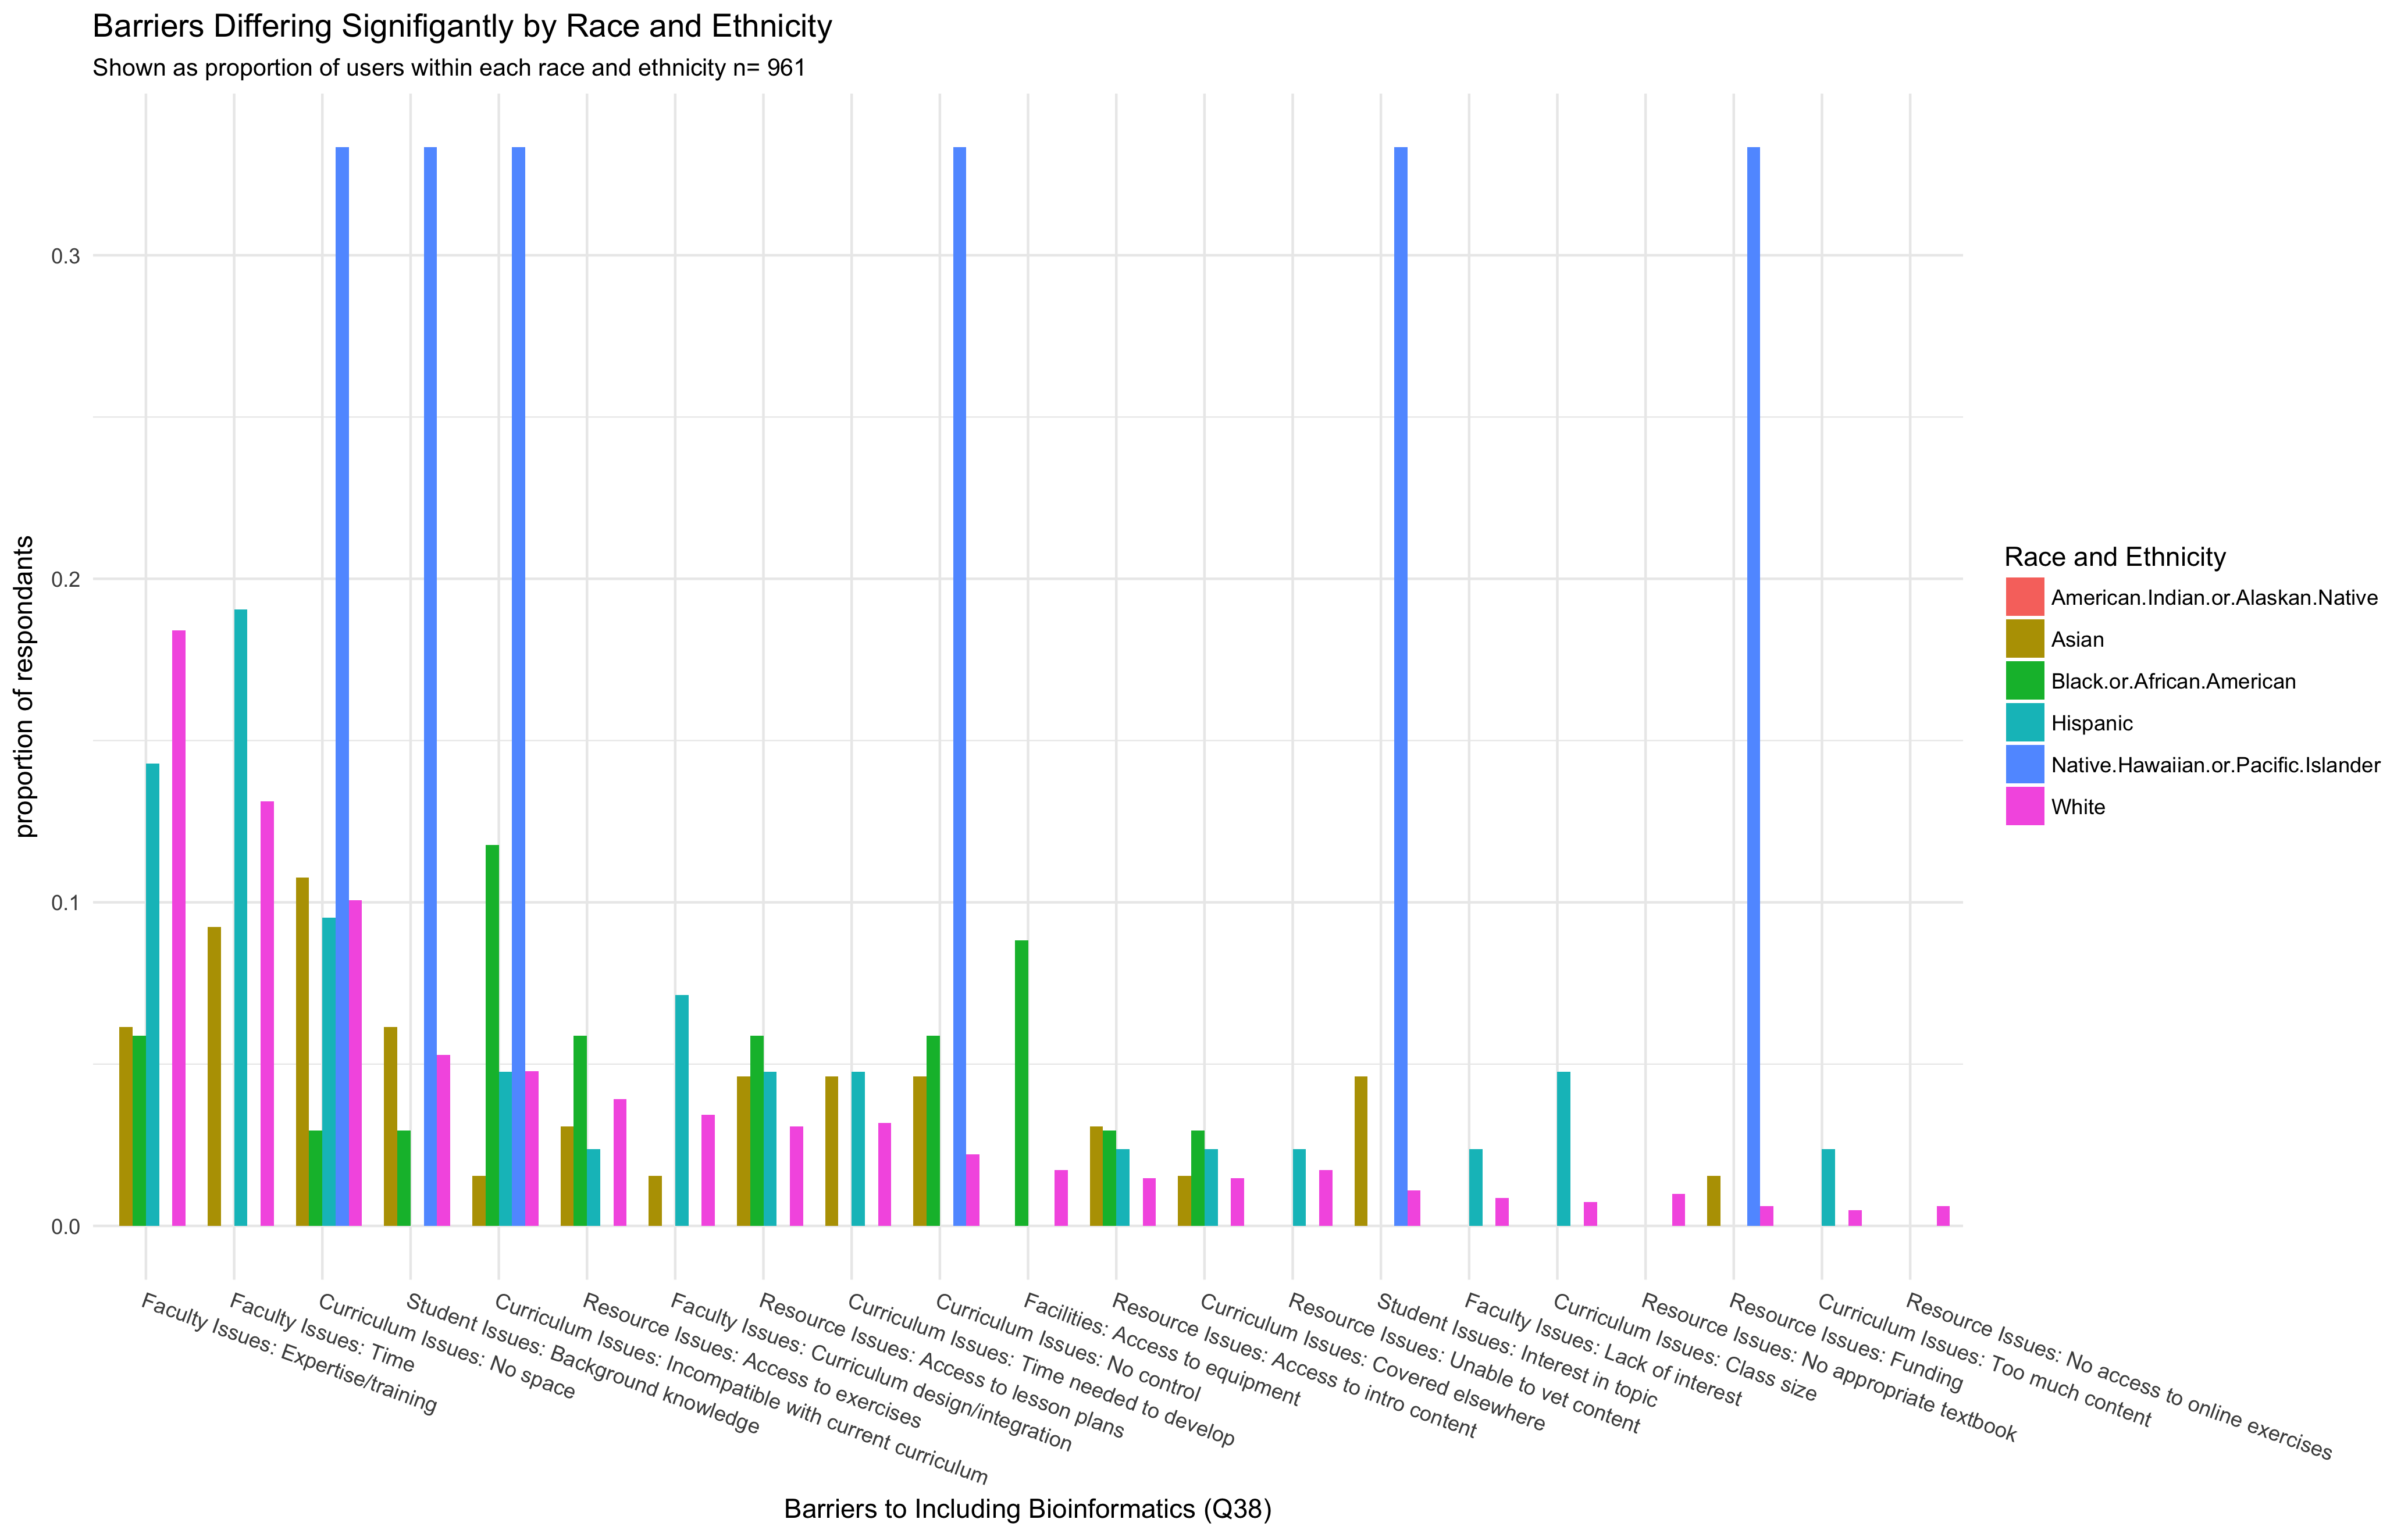 Barriers Differing Signifigantly by Race and Ethnicity
Shown as proportion of users within each race and ethnicity n= 961
proportion of respondants
0.3
0.2
0.1
0.0
Faculty Issues: Expertise/training
Faculty Issues: Time
Curriculum Issues: No space
Student Issues: Background knowledge
Curriculum Issues: Incompatible with current curriculum
Resource Issues: Access to exercises
Faculty Issues: Curriculum design/integration
Resource Issues: Access to lesson plans
Curriculum Issues: Time needed to develop
Curriculum Issues: No control
Facilities: Access to equipment
Resource Issues: Access to intro content
Curriculum Issues: Covered elsewhere
Resource Issues: Unable to vet content
Student Issues: Interest in topic
Faculty Issues: Lack of interest
Curriculum Issues: Class size
Resource Issues: No appropriate textbook
Resource Issues: Funding
Curriculum Issues: Too much content
Resource Issues: No access to online exercises
Barriers to Including Bioinformatics (Q38)
Race and Ethnicity
American.Indian.or.Alaskan.Native
Asian
Black.or.African.American
Hispanic
Native.Hawaiian.or.Pacific.Islander
White